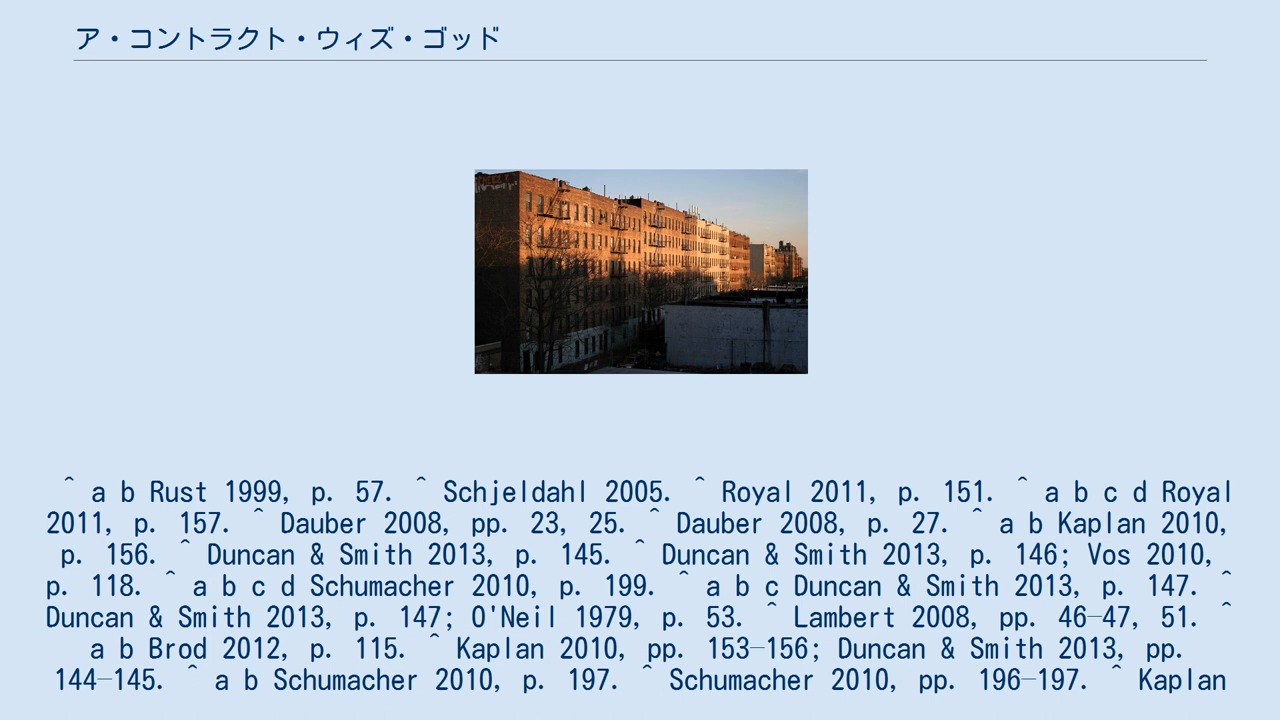 ア・コントラクト・ウィズ・ゴッド
^ a b Rust 1999, p. 57. ^ Schjeldahl 2005. ^ Royal 2011, p. 151. ^ a b c d Royal
2011, p. 157. ^ Dauber 2008, pp. 23, 25. ^ Dauber 2008, p. 27. ^ a b Kaplan 2010,
p. 156. ^ Duncan & Smith 2013, p. 145. ^ Duncan & Smith 2013, p. 146; Vos 2010,
p. 118. ^ a b c d Schumacher 2010, p. 199. ^ a b c Duncan & Smith 2013, p. 147. ^
Duncan & Smith 2013, p. 147; O'Neil 1979, p. 53. ^ Lambert 2008, pp. 46–47, 51. ^
a b Brod 2012, p. 115. ^ Kaplan 2010, pp. 153–156; Duncan & Smith 2013, pp.
144–145. ^ a b Schumacher 2010, p. 197. ^ Schumacher 2010, pp. 196–197. ^ Kaplan